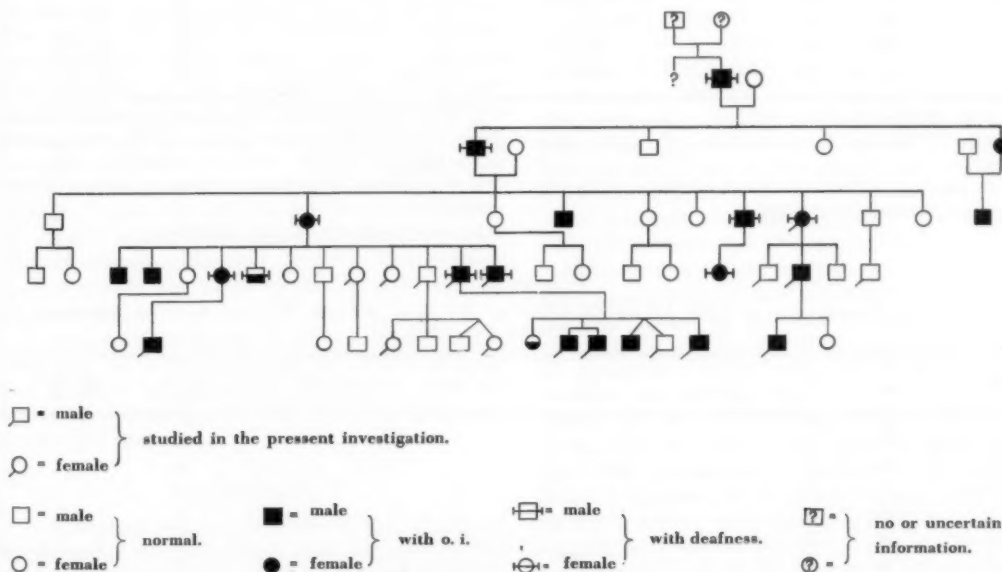 ?
?
?
= male
studied in the pressent investigation.
= female
= male
normal.
= female
= male
with o. i.
= female
= male
with deafness.
= female
? =
no or uncertain
information.
? =